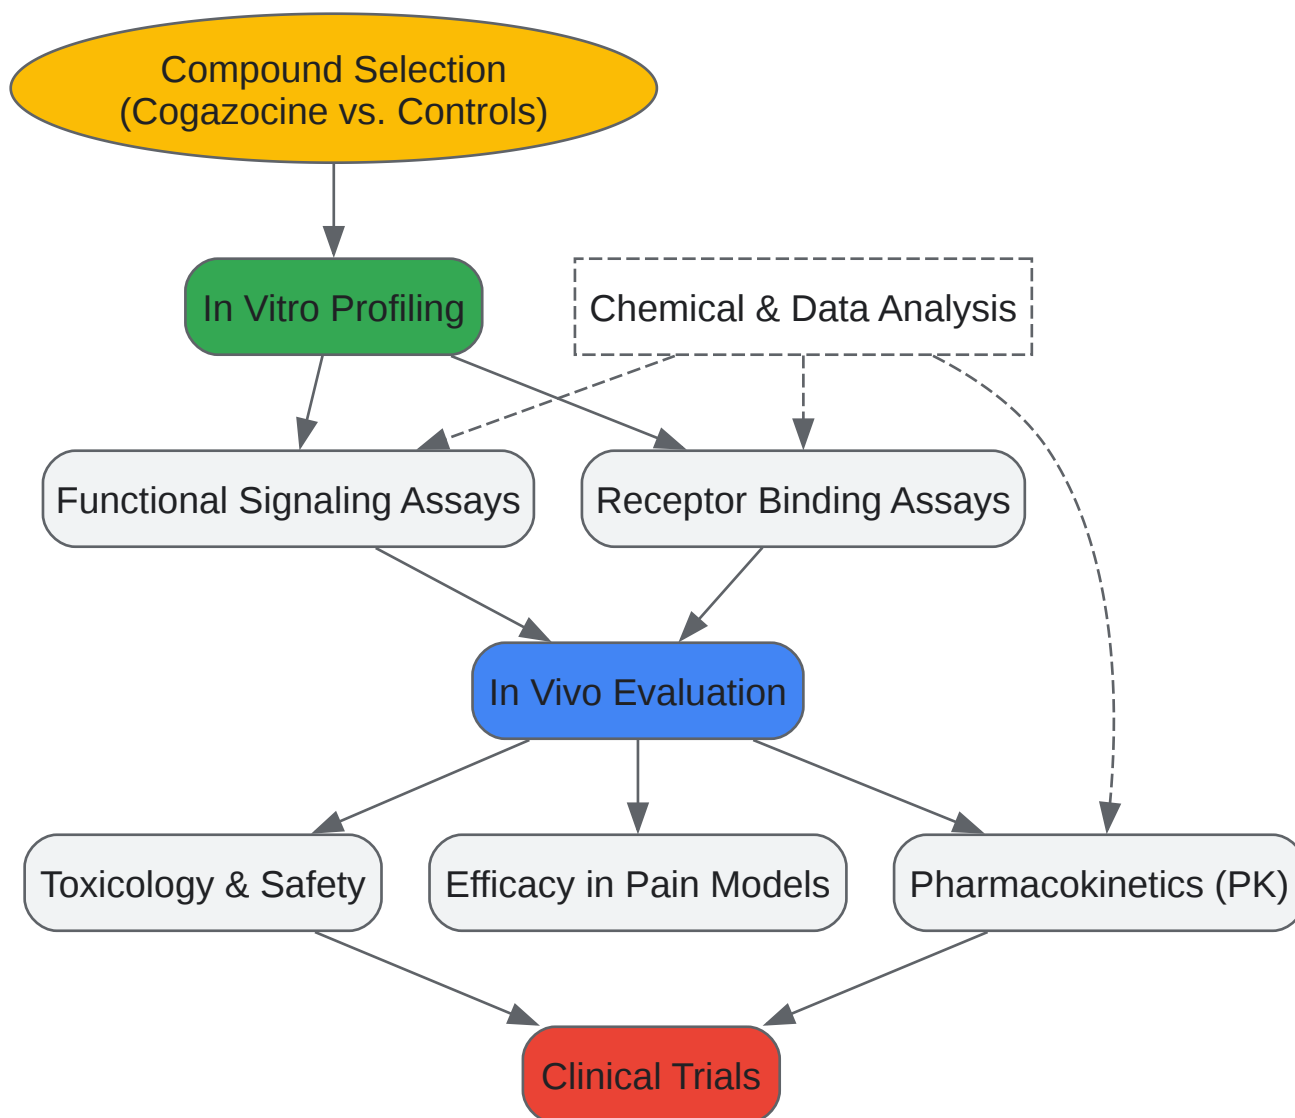 Compound Selection
(Cogazocine vs. Controls)
In Vitro Profiling
Chemical & Data Analysis
Functional Signaling Assays
Receptor Binding Assays
In Vivo Evaluation
Toxicology & Safety
Efficacy in Pain Models
Pharmacokinetics (PK)
Clinical Trials